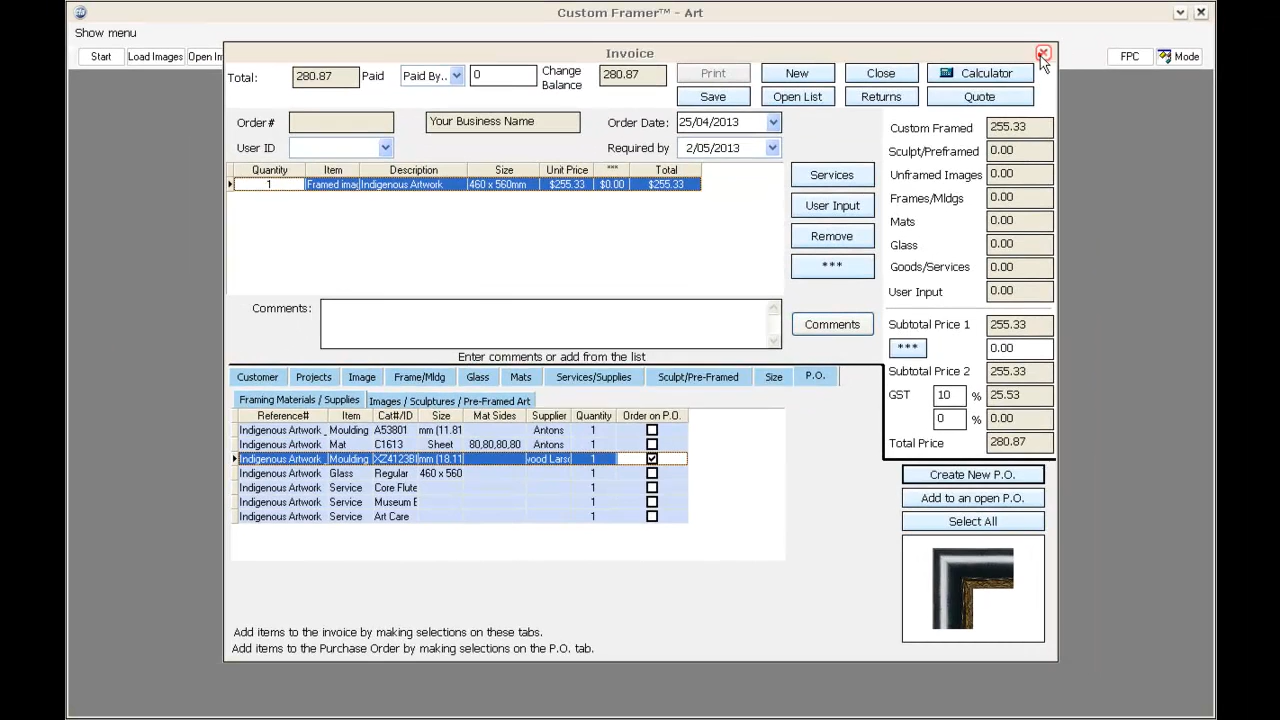 Custom Framer™ - Art
Show menu
Start Load Images Open In FPC Mode
Invoice
Total: 280.87 Paid Paid By.. 0 Change Balance 280.87
Print New Close Calculator
Save Open List Returns Quote
Order# Your Business Name Order Date: 25/04/2013
User ID Required by 2/05/2013
Quantity Item Description Size Unit Price *** Total
1 Framed imag Indigenous Artwork 460 x 560mm $255.33 $0.00 $255.33
Services
User Input
Remove
***
Comments:
Comments
Enter comments or add from the list
Custom Framed 255.33
Sculpt/Preframed 0.00
Unframed Images 0.00
Frames/Mldgs 0.00
Mats 0.00
Glass 0.00
Goods/Services 0.00
User Input 0.00
Subtotal Price 1 255.33
*** 0.00
Subtotal Price 2 255.33
GST 10 % 25.53
0 % 0.00
Total Price 280.87
Customer Projects Image Frame/Mldg Glass Mats Services/Supplies Sculpt/Pre-Framed Size P.O.
Framing Materials / Supplies Images / Sculptures / Pre-Framed Art
Reference# Item Cat#/ID Size Mat Sides Supplier Quantity Order on P.O.
Indigenous Artwork Moulding A53801 mm (11.81 Antons 1
Indigenous Artwork Mat C1613 Sheet 80,80,80,80 Antons 1
Indigenous Artwork Moulding mm (18.11 1
Indigenous Artwork Glass Regular 460 x 560 1
Indigenous Artwork Service Core Flute 1
Indigenous Artwork Service Museum E 1
Indigenous Artwork Service Art Care 1
Create New P.O.
Add to an open P.O.
Select All
Add items to the invoice by making selections on these tabs.
Add items to the Purchase Order by making selections on the P.O. tab.